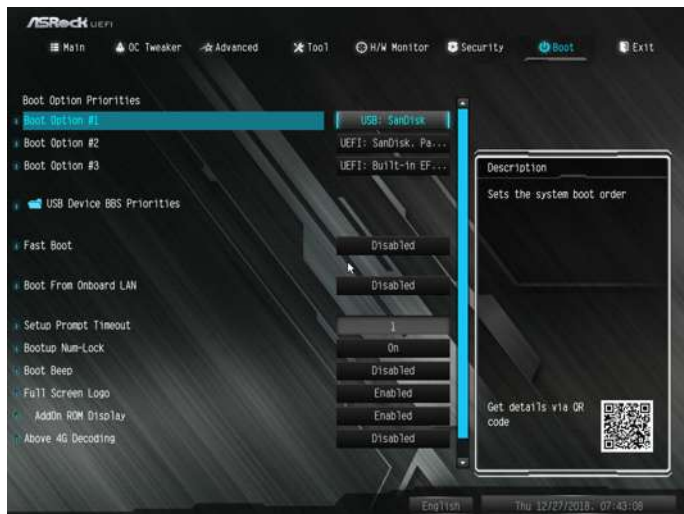 ASRock UEFI
Main OC Tweaker Advanced Tool H/W Monitor Security Boot Exit
Boot Option Priorities
Boot Option #1 USB: SanDisk
Boot Option #2 UEFI: SanDisk. Pa...
Boot Option #3 UEFI: Built-in EF...
USB Device BBS Priorities
Fast Boot Disabled
Boot From Onboard LAN Disabled
Setup Prompt Timeout 1
Bootup Num-Lock On
Boot Beep Disabled
Full Screen Logo Enabled
AddOn ROM Display Enabled
Above 4G Decoding Disabled
Description
Sets the system boot order
Get details via QR
code
English Thu 12/27/2018. 07:43:08